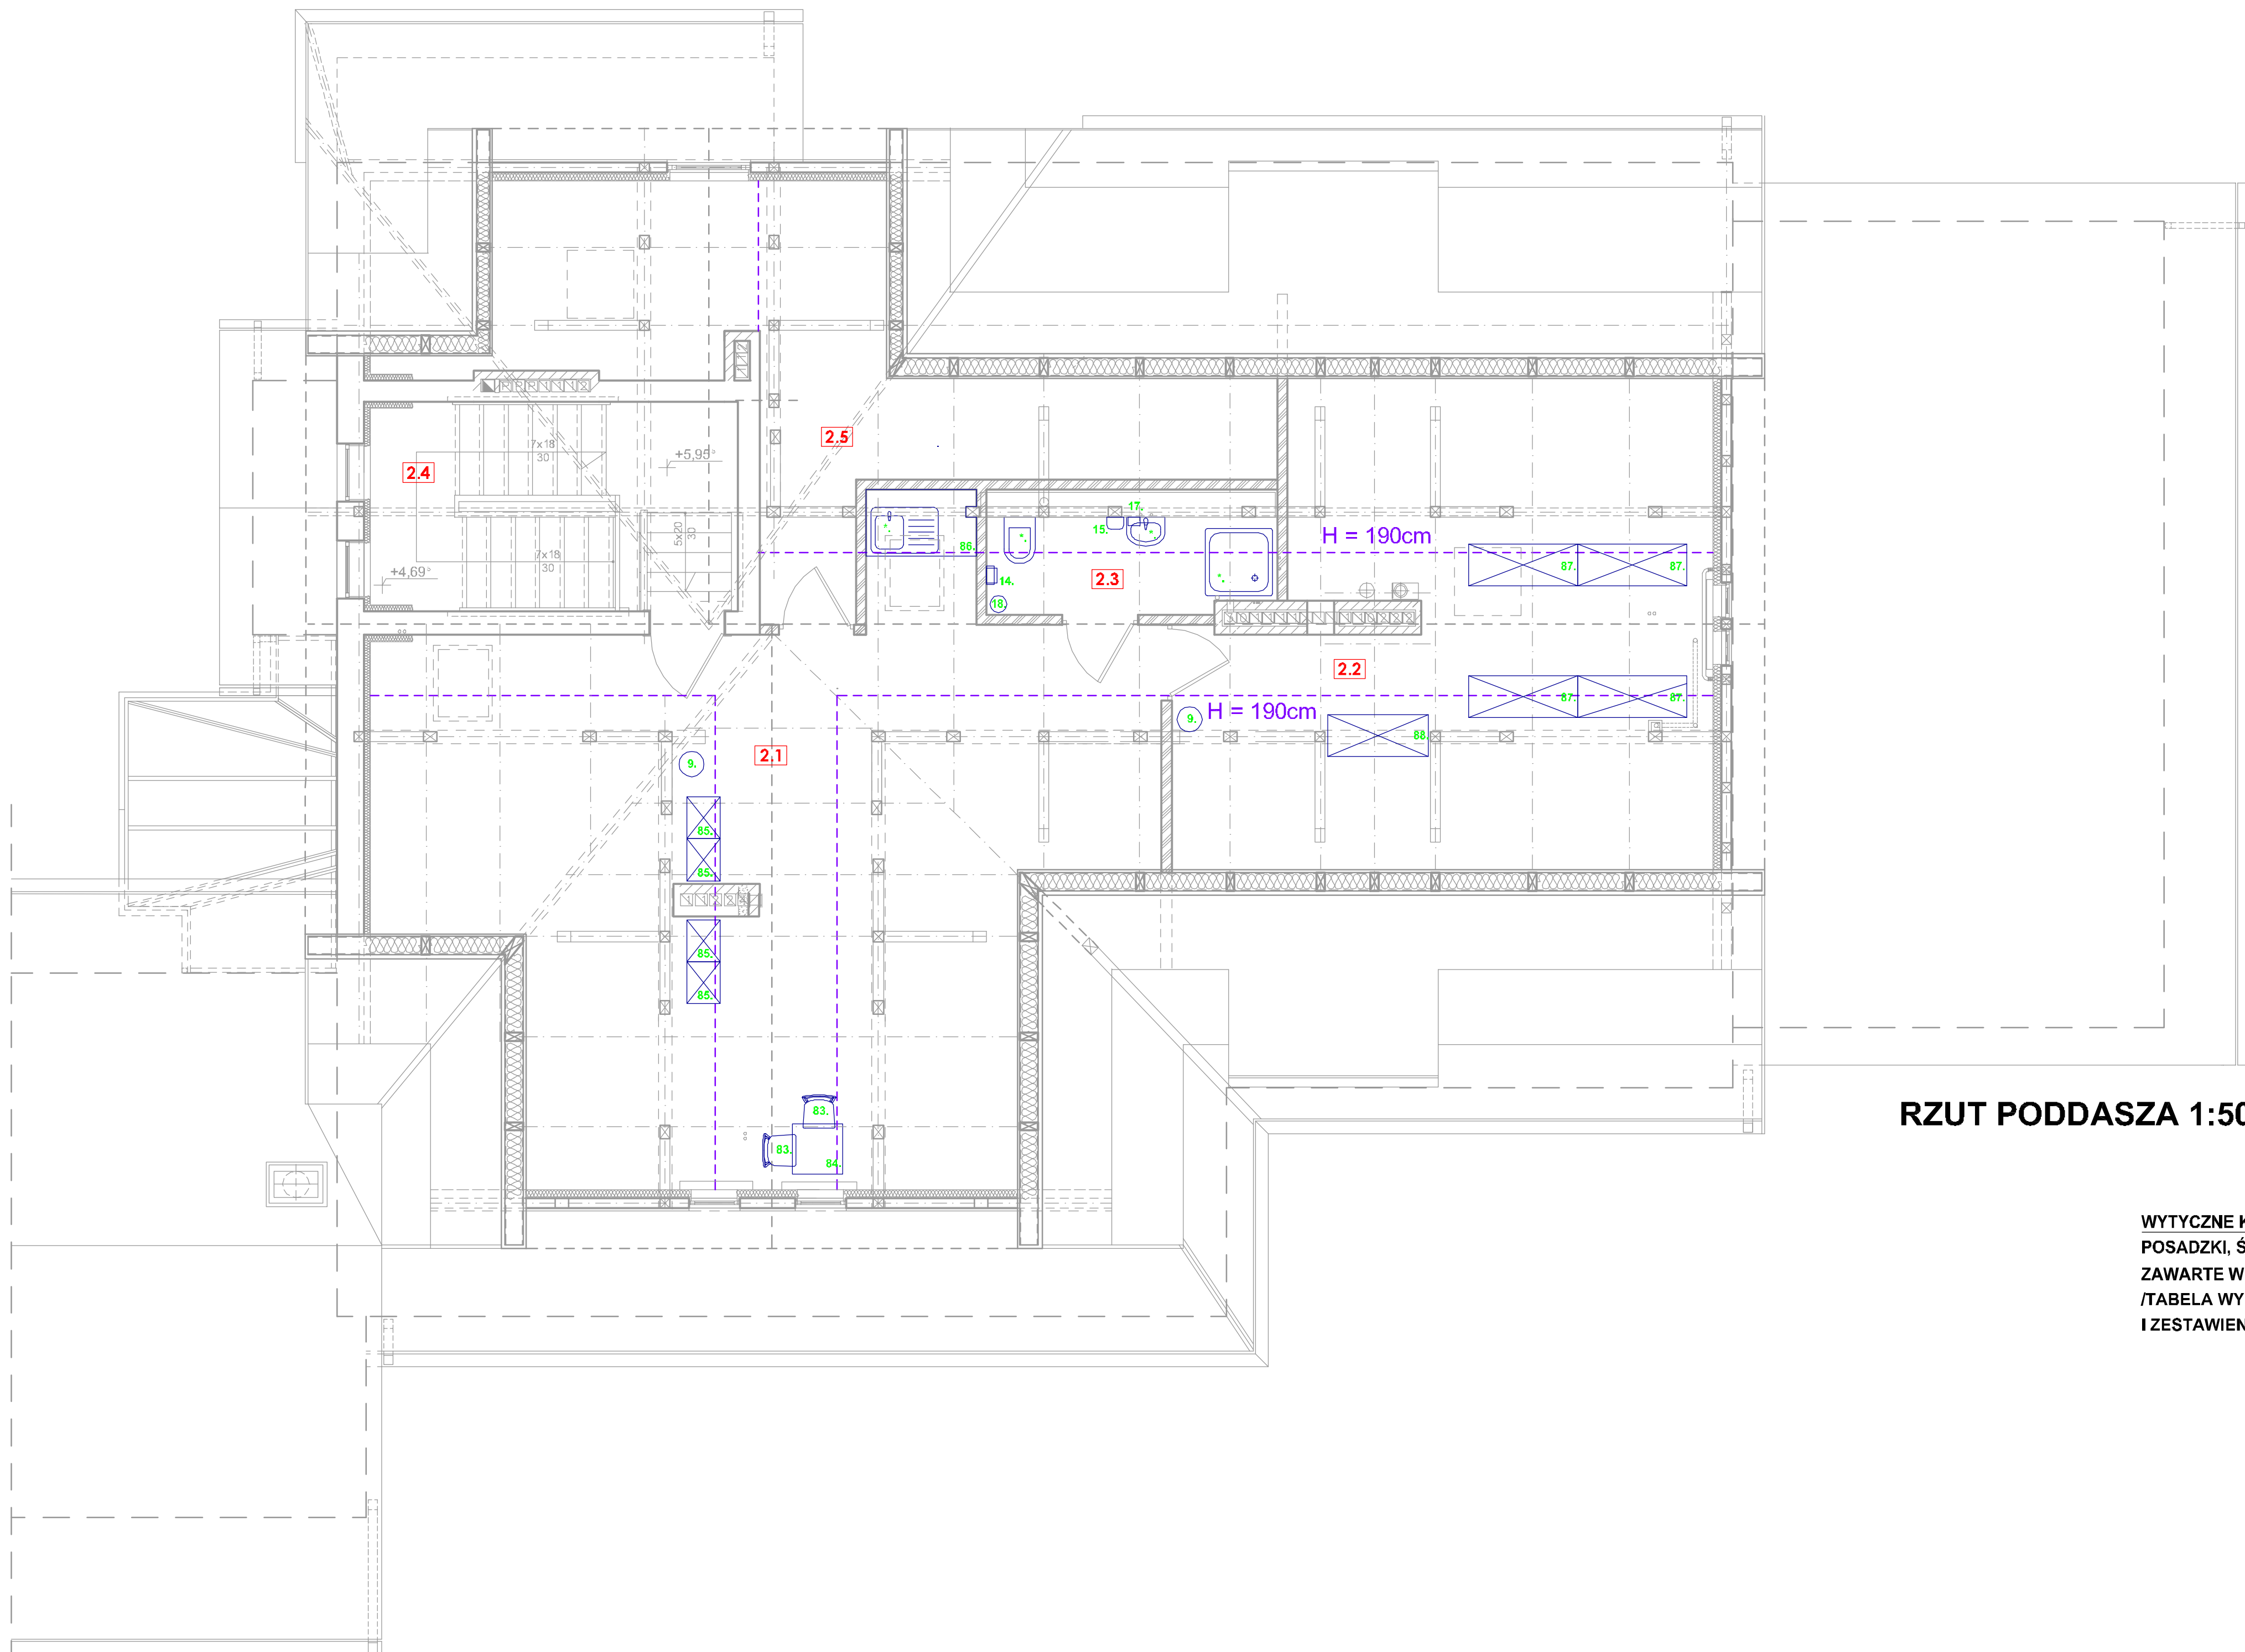 2.5
7x18
30
+5,95
2.4
17.
5x20
30
15.
H = 190cm
86.
7x18
30
87.
87.
+4,69
14.
2.3
18.
2.2
87.
87.
9.
H = 190cm
88.
2.1
9.
85.
85.
85.
85.
83.
83.
84.
RZUT PODDASZA 1:50
WYTYCZNE K
POSADZKI, Ś
ZAWARTE W
/TABELA WY
I ZESTAWIEN